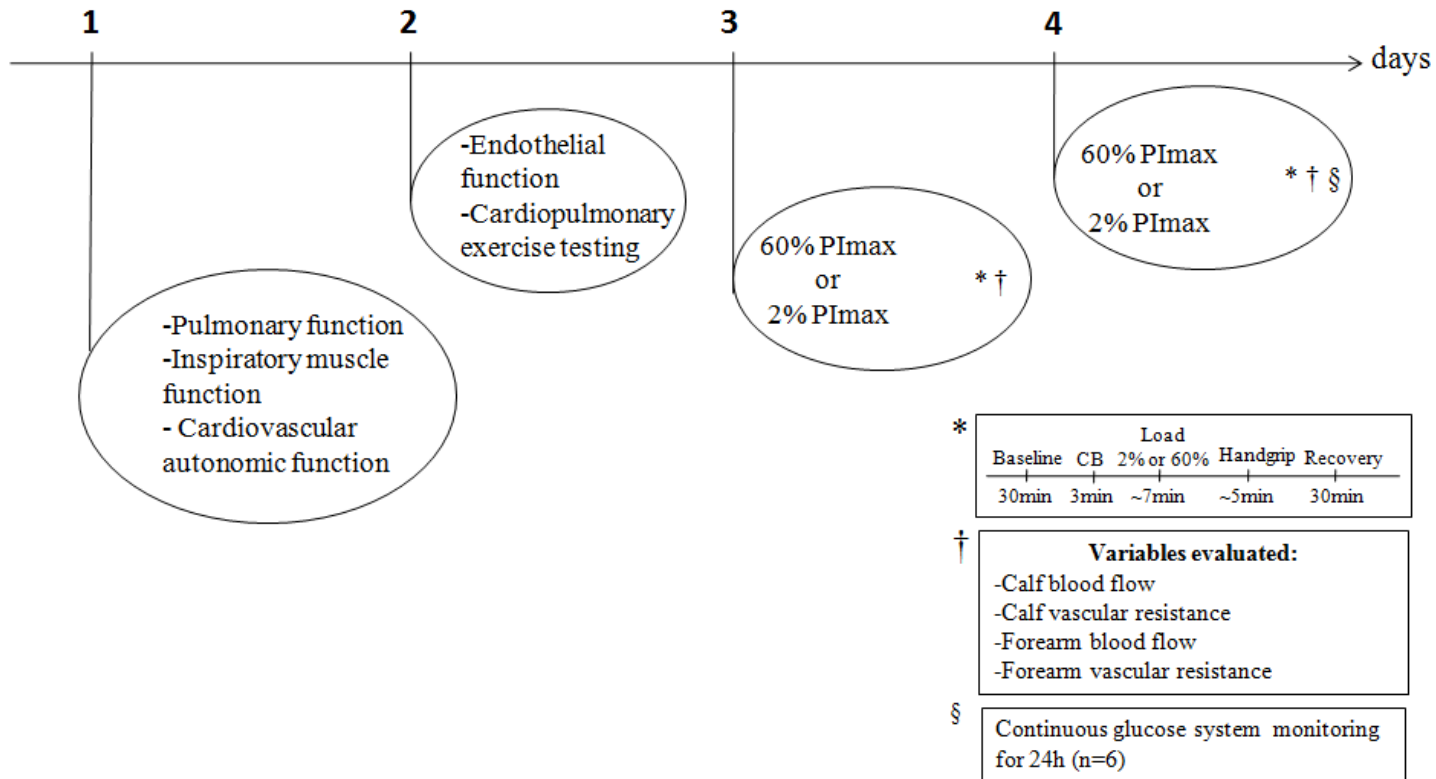 1
2
3
4
days
-Pulmonary function
-Inspiratory muscle
function
- Cardiovascular
autonomic function
-Endothelial
function
-Cardiopulmonary
exercise testing
60% PImax
or
2% PImax
* †
60% PImax
or
2% PImax
* † §
*
Baseline CB Load
2% or 60% Handgrip Recovery
30min 3min ~7min ~5min 30min
†
Variables evaluated:
-Calf blood flow
-Calf vascular resistance
-Forearm blood flow
-Forearm vascular resistance
§
Continuous glucose system monitoring
for 24h (n=6)